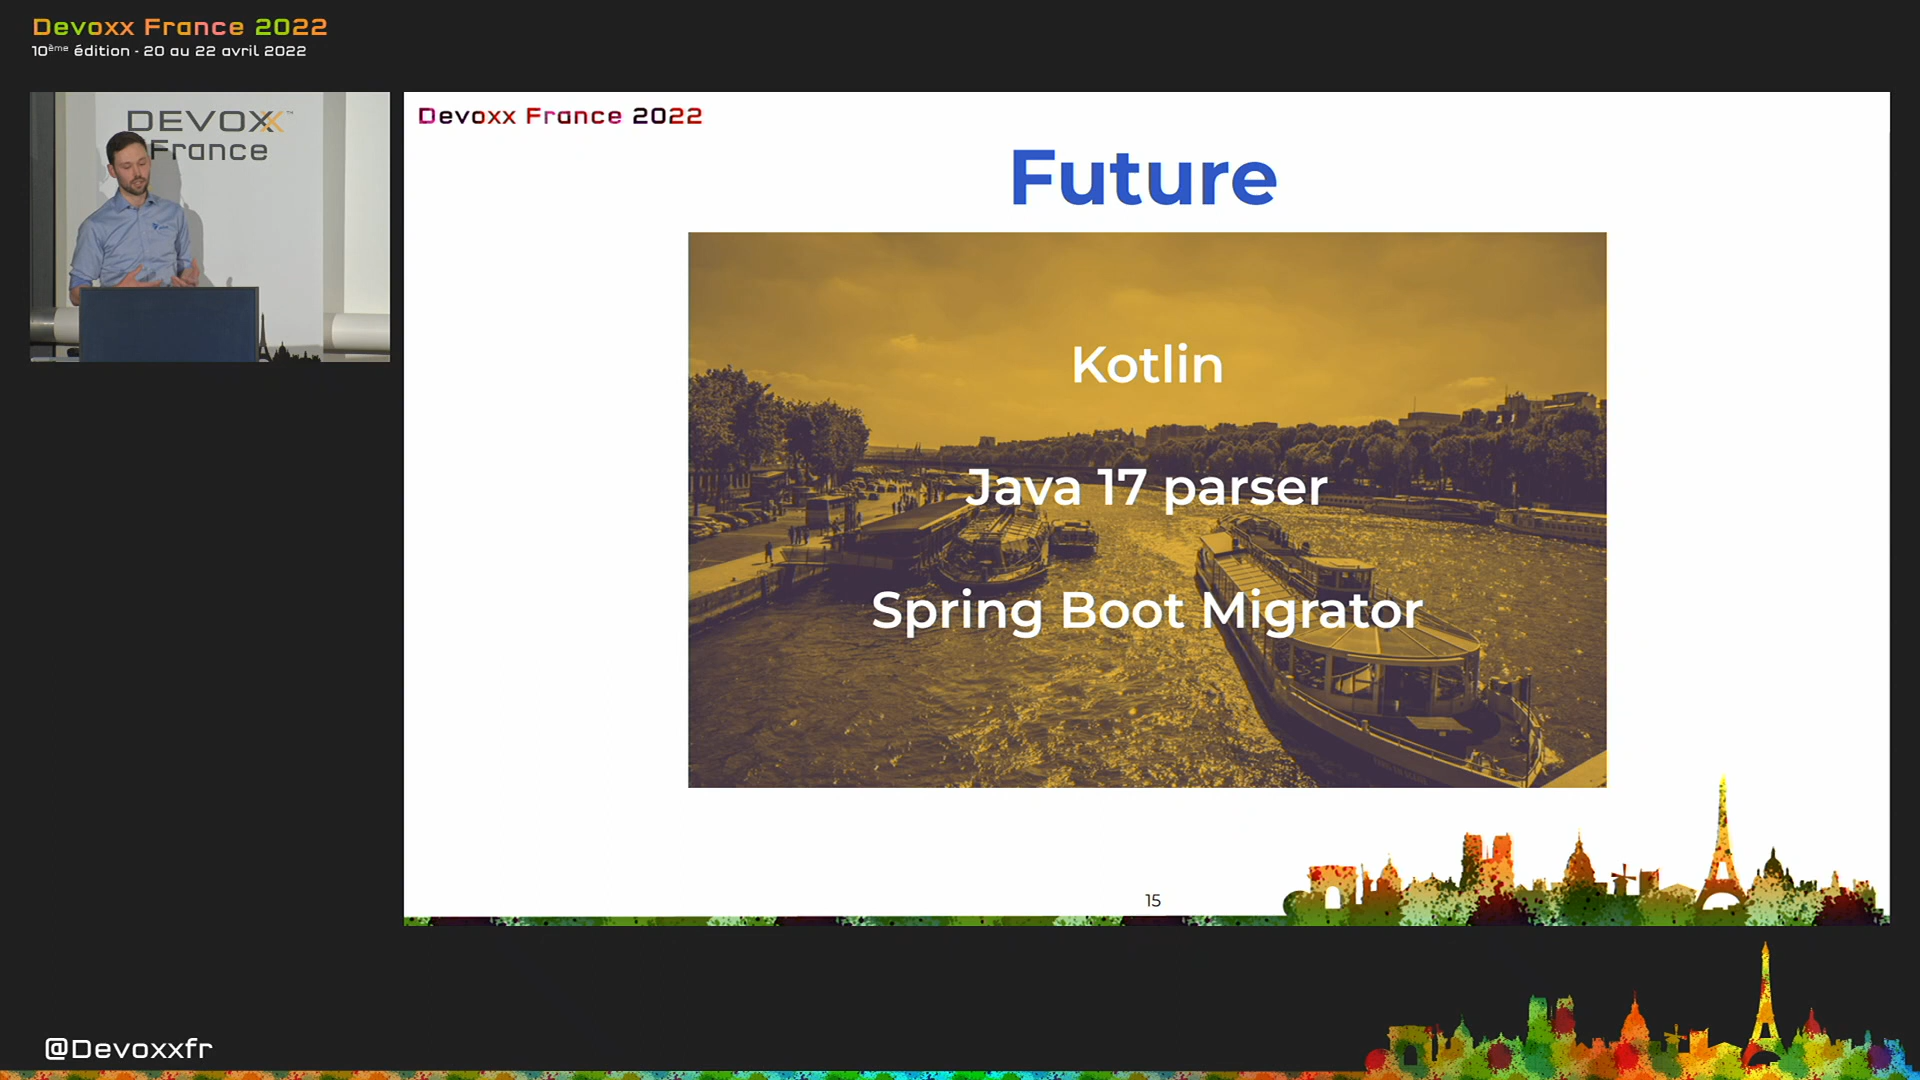 Devoxx France 2022
10ème édition - 20 au 22 avril 2022
DEVOXX™
France
Devoxx France 2022
Future
Kotlin
Java 17 parser
Spring Boot Migrator
15
@Devoxxfr